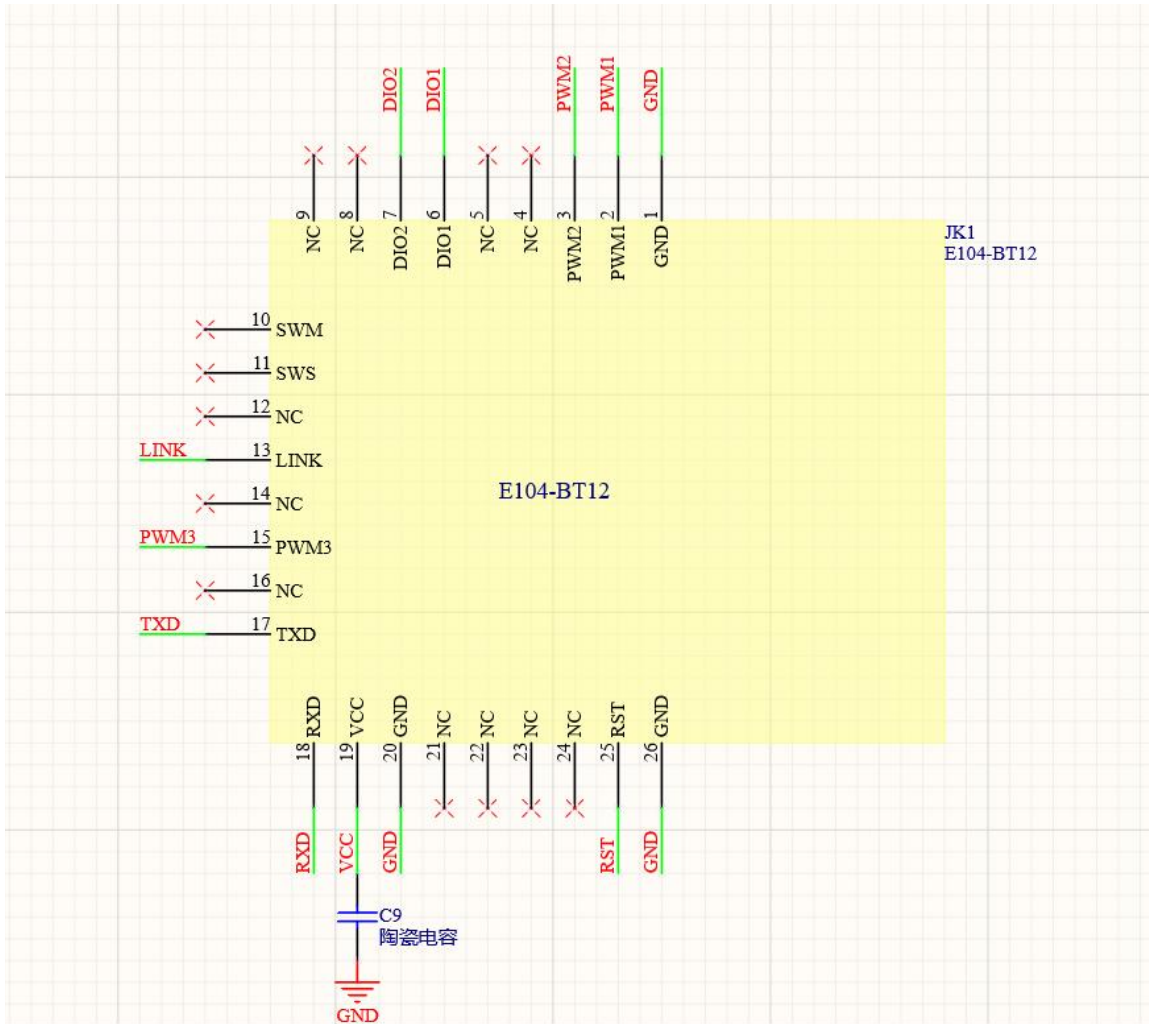 DIO2
DIO1
PWM2
PWM1
GND
9
8
7
6
5
4
3
2
1
NC
NC
DIO2
DIO1
NC
NC
PWM2
PWM1
GND
JK1
E104-BT12
10 SWM
11 SWS
12 NC
LINK 13 LINK
14 NC
E104-BT12
PWM3 15 PWM3
16 NC
TXD 17 TXD
RXD
VCC
GND
NC
NC
NC
NC
RST
GND
18
19
20
21
22
23
24
25
26
RXD
VCC
GND
RST
GND
C9
陶瓷电容
GND